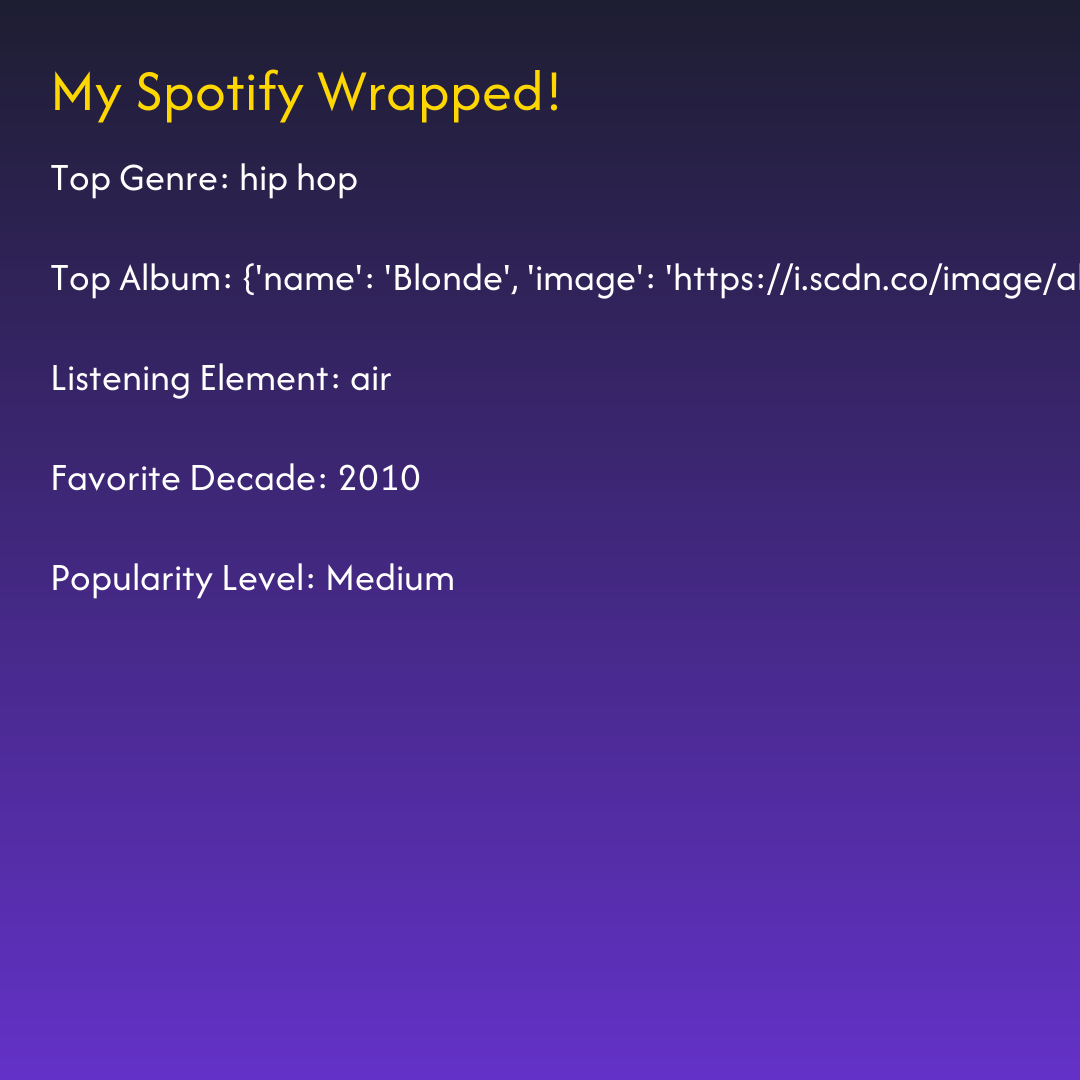 My Spotify Wrapped!
Top Genre: hip hop
Top Album: {'name': 'Blonde', 'image': 'https://i.scdn.co/image/a
Listening Element: air
Favorite Decade: 2010
Popularity Level: Medium